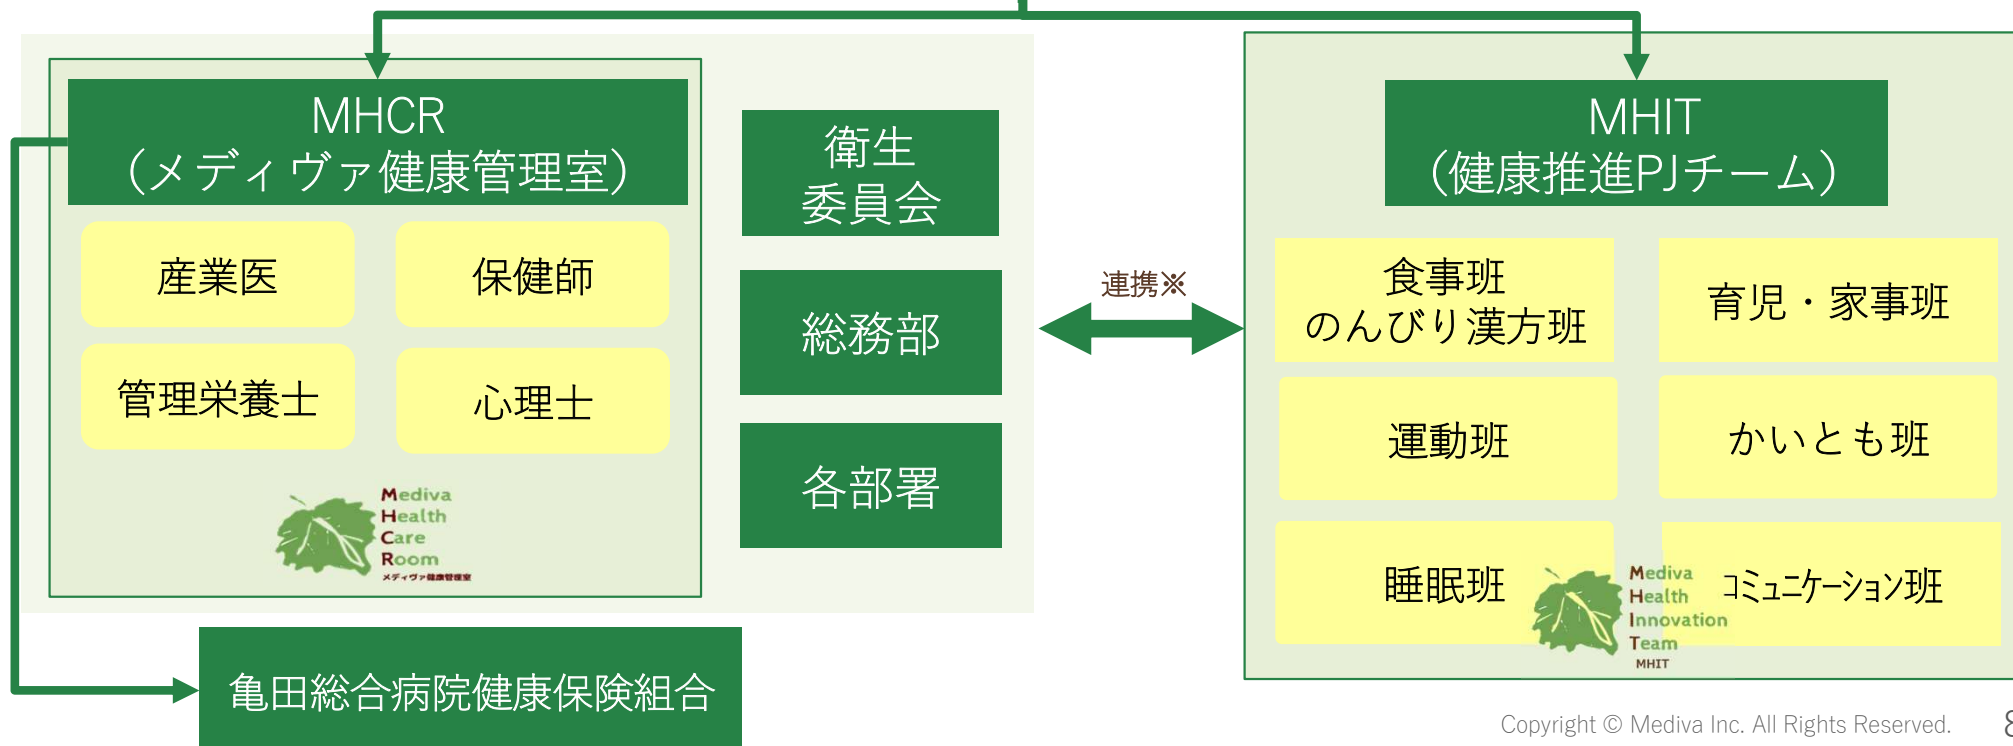 MHCR
（メディヴァ健康管理室）
産業医
保健師
管理栄養士
心理士
Mediva
Health
Care
Room
メディヴァ健康管理室
衛生
委員会
総務部
各部署
連携※
MHIT
（健康推進PJチーム）
食事班
のんびり漢方班
育児・家事班
運動班
かいとも班
睡眠班
コミュニケーション班
Mediva
Health
Innovation
Team
MHIT
亀田総合病院健康保険組合
Copyright © Mediva Inc. All Rights Reserved.